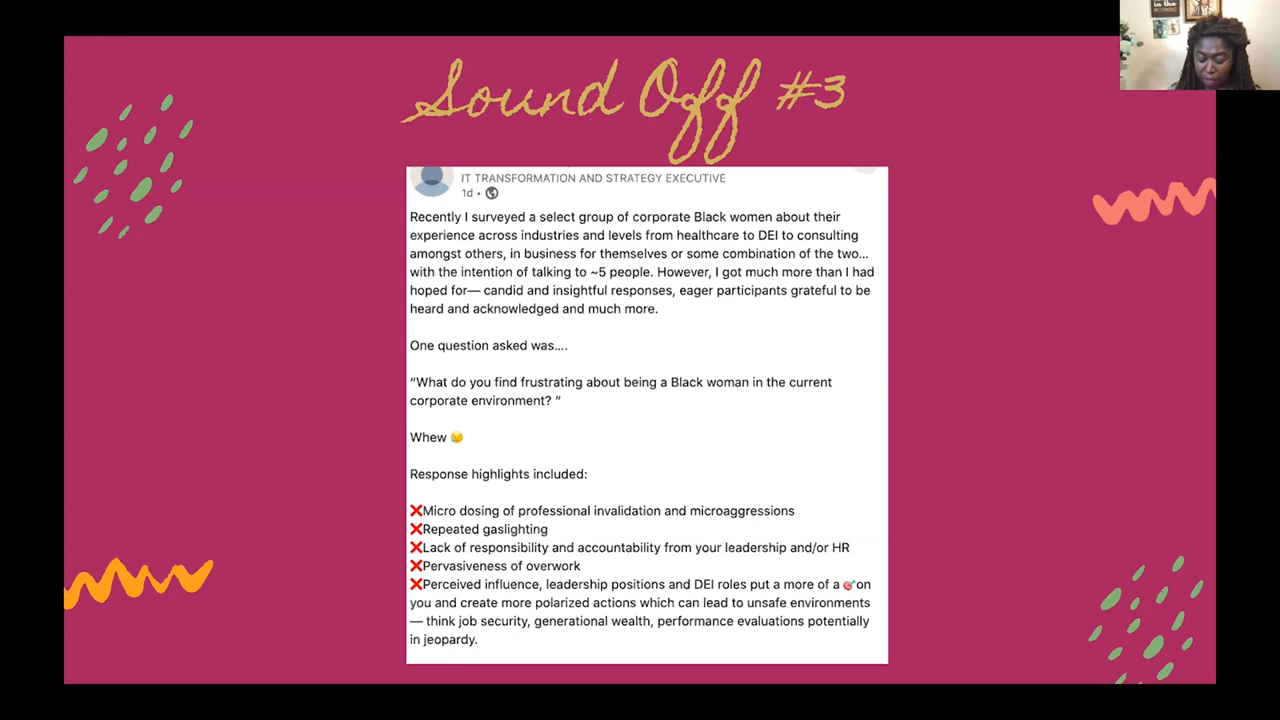 in the
MORNING
Sound Off #3
IT TRANSFORMATION AND STRATEGY EXECUTIVE
1d •
Recently I surveyed a select group of corporate Black women about their
experience across industries and levels from healthcare to DEI to consulting
amongst others, in business for themselves or some combination of the two...
with the intention of talking to ~5 people. However, I got much more than I had
hoped for— candid and insightful responses, eager participants grateful to be
heard and acknowledged and much more.
One question asked was....
“What do you find frustrating about being a Black woman in the current
corporate environment? “
Whew 😥
Response highlights included:
❌Micro dosing of professional invalidation and microaggressions
❌Repeated gaslighting
❌Lack of responsibility and accountability from your leadership and/or HR
❌Pervasiveness of overwork
❌Perceived influence, leadership positions and DEI roles put a more of a 🎯on
you and create more polarized actions which can lead to unsafe environments
— think job security, generational wealth, performance evaluations potentially
in jeopardy.